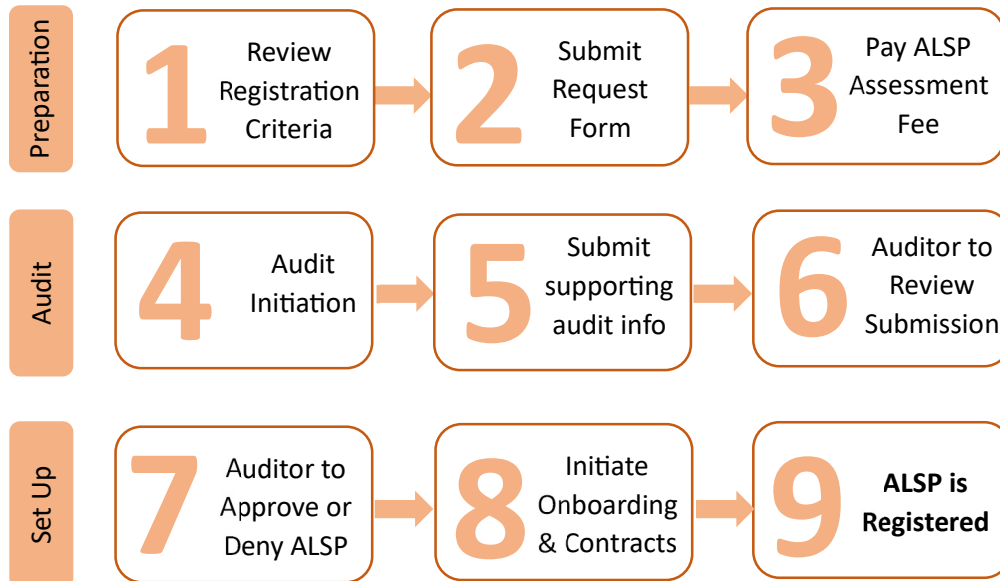 Preparation
1
Review
Registration
Criteria
2
Submit
Request
Form
3
Pay ALSP
Assessment
Fee
Audit
4
Audit
Initiation
5
Submit
supporting
audit info
6
Auditor to
Review
Submission
Set Up
7
Auditor to
Approve or
Deny ALSP
8
Initiate
Onboarding
& Contracts
9
ALSP is
Registered